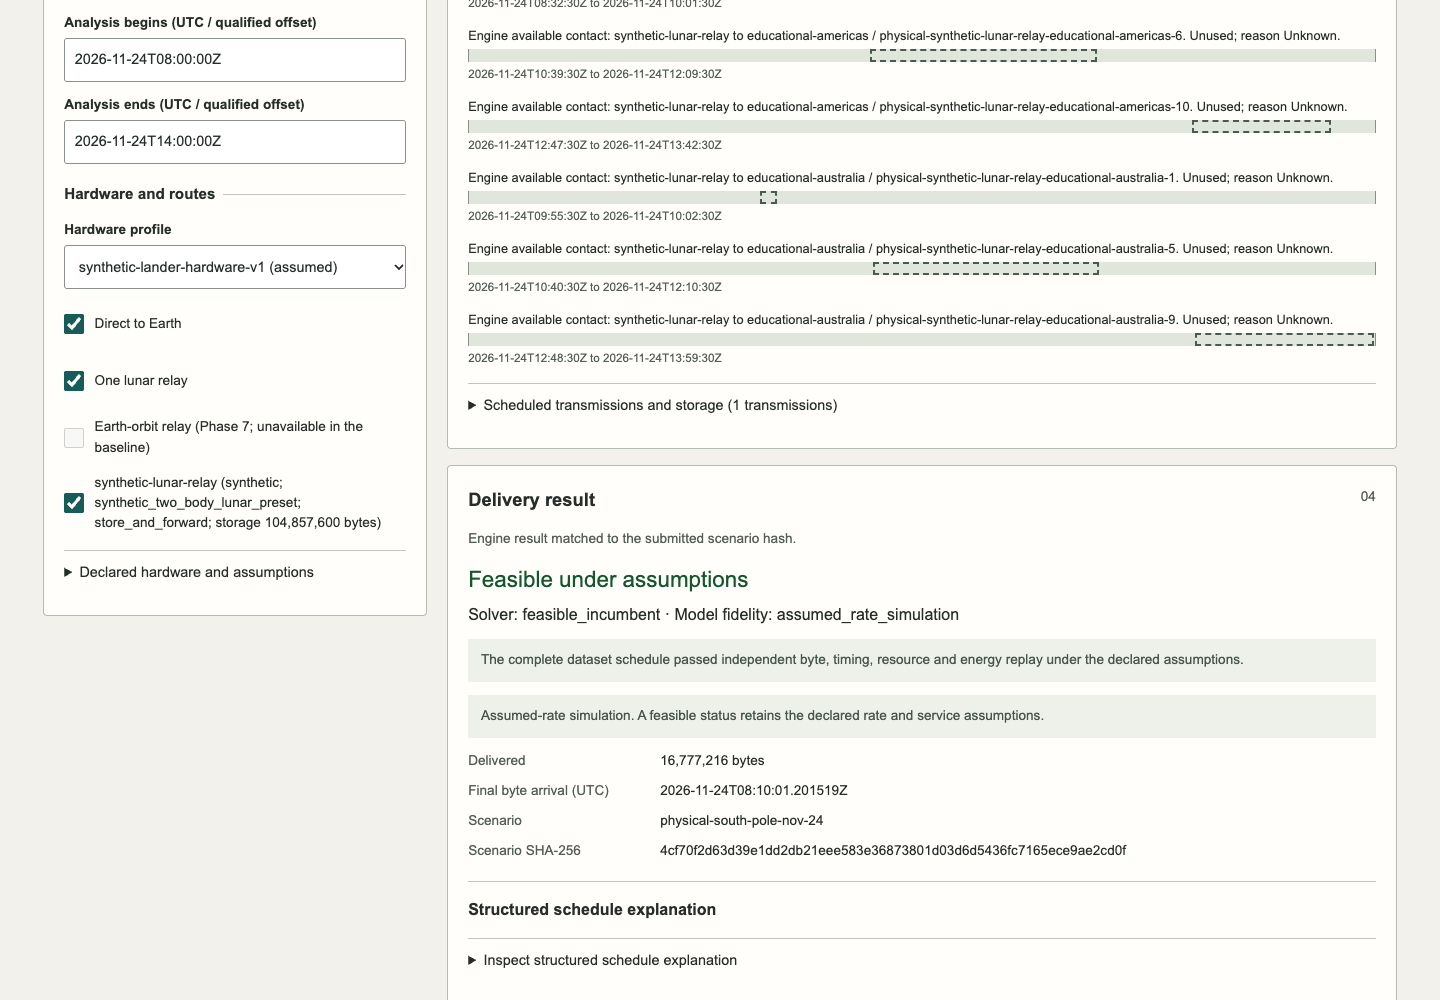 Analysis begins (UTC / qualified offset)
2026-11-24T08:00:00Z
Analysis ends (UTC / qualified offset)
2026-11-24T14:00:00Z
Hardware and routes
Hardware profile
synthetic-lander-hardware-v1 (assumed)
Direct to Earth
One lunar relay
Earth-orbit relay (Phase 7; unavailable in the
baseline)
synthetic-lunar-relay (synthetic;
synthetic_two_body_lunar_preset;
store_and_forward; storage 104,857,600 bytes)
Declared hardware and assumptions
2026-11-24T08:32:30Z to 2026-11-24T10:01:30Z
Engine available contact: synthetic-lunar-relay to educational-americas / physical-synthetic-lunar-relay-educational-americas-6. Unused; reason Unknown.
2026-11-24T10:39:30Z to 2026-11-24T12:09:30Z
Engine available contact: synthetic-lunar-relay to educational-americas / physical-synthetic-lunar-relay-educational-americas-10. Unused; reason Unknown.
2026-11-24T12:47:30Z to 2026-11-24T13:42:30Z
Engine available contact: synthetic-lunar-relay to educational-australia / physical-synthetic-lunar-relay-educational-australia-1. Unused; reason Unknown.
2026-11-24T09:55:30Z to 2026-11-24T10:02:30Z
Engine available contact: synthetic-lunar-relay to educational-australia / physical-synthetic-lunar-relay-educational-australia-5. Unused; reason Unknown.
2026-11-24T10:40:30Z to 2026-11-24T12:10:30Z
Engine available contact: synthetic-lunar-relay to educational-australia / physical-synthetic-lunar-relay-educational-australia-9. Unused; reason Unknown.
2026-11-24T12:48:30Z to 2026-11-24T13:59:30Z
Scheduled transmissions and storage (1 transmissions)
Delivery result
04
Engine result matched to the submitted scenario hash.
Feasible under assumptions
Solver: feasible_incumbent · Model fidelity: assumed_rate_simulation
The complete dataset schedule passed independent byte, timing, resource and energy replay under the declared assumptions.
Assumed-rate simulation. A feasible status retains the declared rate and service assumptions.
Delivered 16,777,216 bytes
Final byte arrival (UTC) 2026-11-24T08:10:01.201519Z
Scenario physical-south-pole-nov-24
Scenario SHA-256 4cf70f2d63d39e1dd2db21eee583e36873801d03d6d5436fc7165ece9ae2cd0f
Structured schedule explanation
Inspect structured schedule explanation